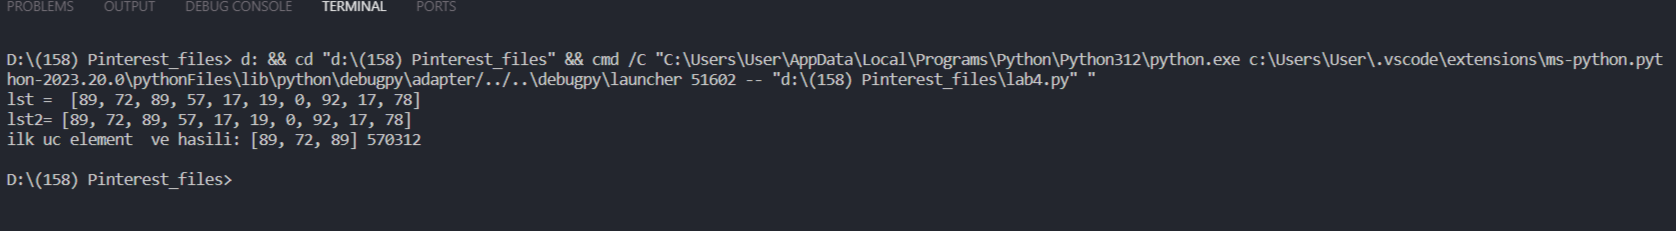 PROBLEMS OUTPUT DEBUG CONSOLE TERMINAL PORTS
D:\(158) Pinterest_files> d: && cd "d:\(158) Pinterest_files" && cmd /C "C:\Users\User\AppData\Local\Programs\Python\Python312\python.exe c:\Users\User\.vscode\extensions\ms-python.pyt
hon-2023.20.0\pythonFiles\lib\python\debugpy\adapter/../..\debugpy\launcher 51602 -- "d:\(158) Pinterest_files\lab4.py" "
lst =  [89, 72, 89, 57, 17, 19, 0, 92, 17, 78]
lst2= [89, 72, 89, 57, 17, 19, 0, 92, 17, 78]
ilk uc element  ve hasili: [89, 72, 89] 570312
D:\(158) Pinterest_files>